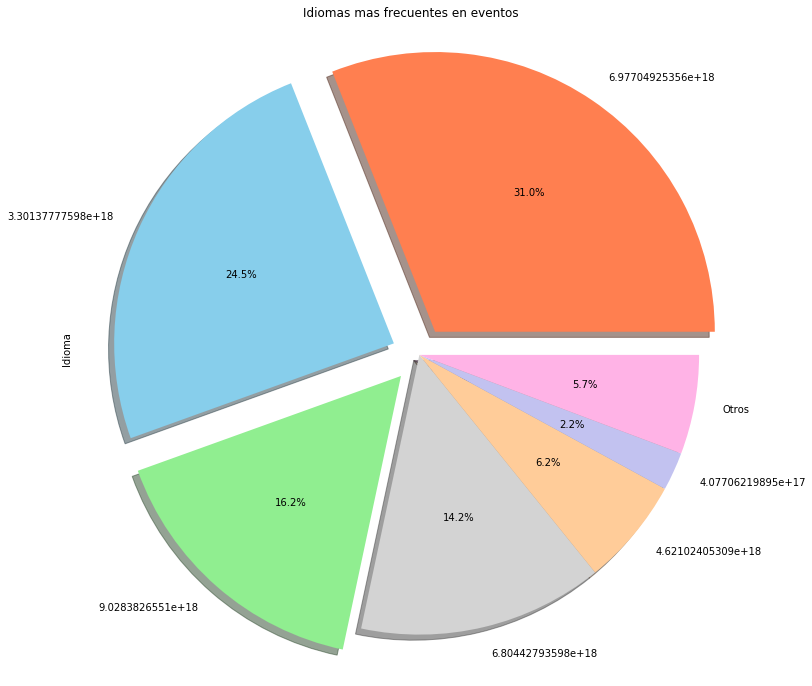 Idiomas mas frecuentes en eventos
6.97704925356e+18
31.0%
3.30137777598e+18
24.5%
Idioma
5.7%
Otros
2.2%
6.2%
4.07706219895e+17
16.2%
14.2%
4.62102405309e+18
9.0283826551e+18
6.80442793598e+18